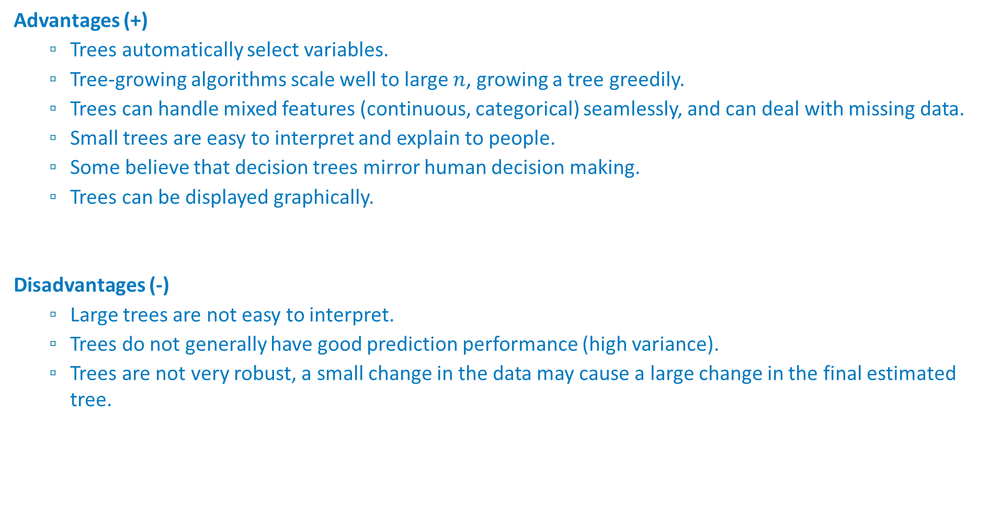 Advantages (+)
▫ Trees automatically select variables.
▫ Tree-growing algorithms scale well to large n, growing a tree greedily.
▫ Trees can handle mixed features (continuous, categorical) seamlessly, and can deal with missing data.
▫ Small trees are easy to interpret and explain to people.
▫ Some believe that decision trees mirror human decision making.
▫ Trees can be displayed graphically.
Disadvantages (-)
▫ Large trees are not easy to interpret.
▫ Trees do not generally have good prediction performance (high variance).
▫ Trees are not very robust, a small change in the data may cause a large change in the final estimated
tree.